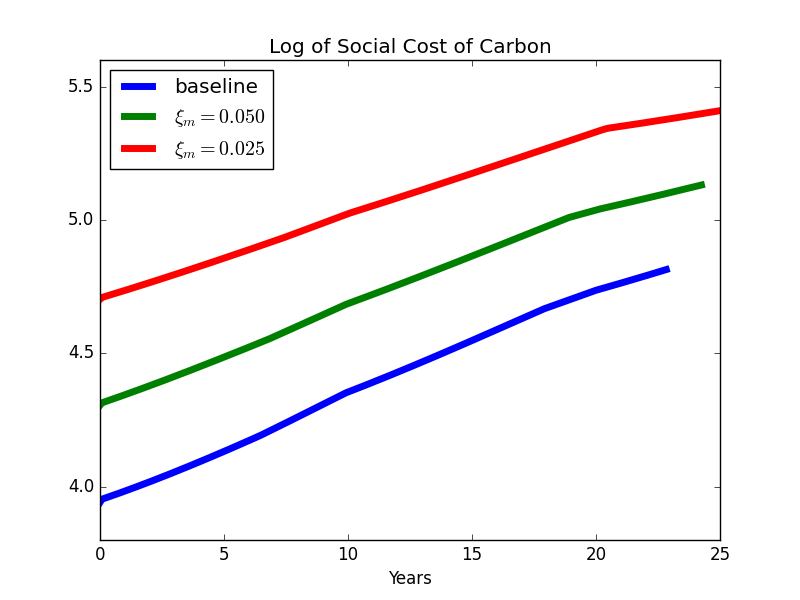 Log of Social Cost of Carbon
baseline
ξₘ = 0.050
ξₘ = 0.025
5.5
5.0
4.5
4.0
0 5 10 15 20 25
Years